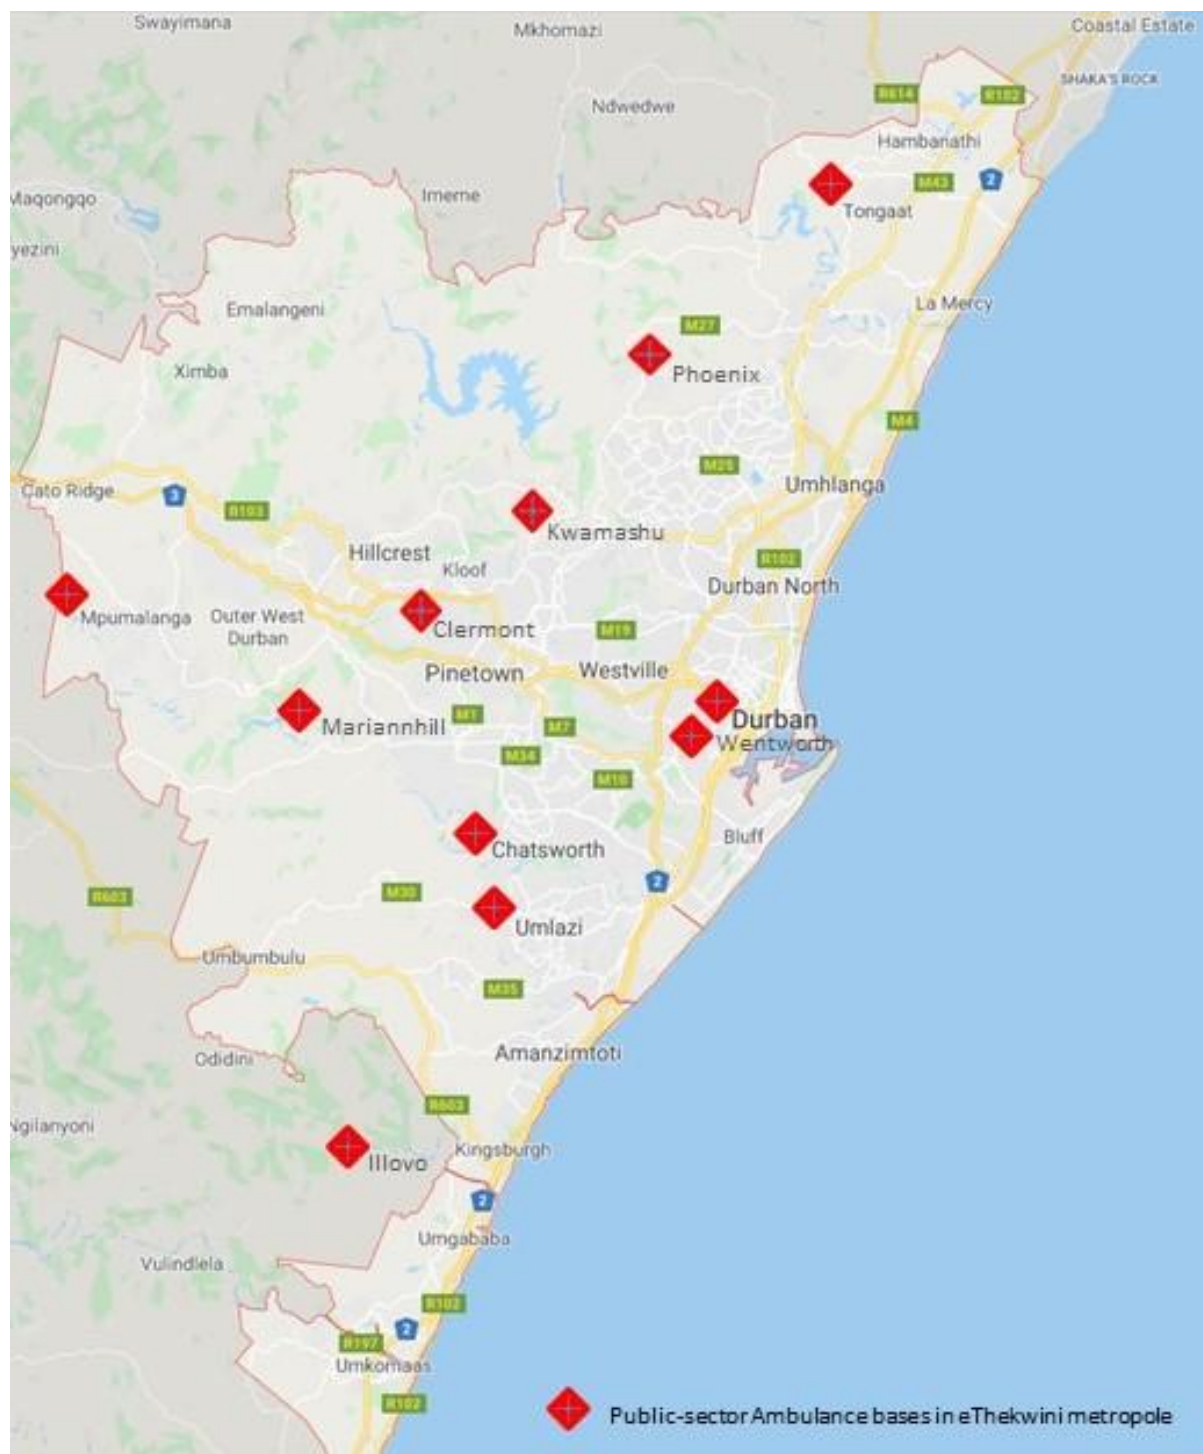 Swayimana
Mkhomazi
Coastal Estate
SHAKA'S ROCK
R614
R102
Ndwedwe
Hambanathi
M43
2
Imeme
Maqongqo
Tongaat
yezini
La Mercy
Emalangeni
M27
Ximba
Phoenix
M4
M25
Umhlanga
Cato Ridge
3
R103
Kwamashu
Hillcrest
Kloof
R102
Durban North
Mpumalanga
Outer West
Durban
Clermont
M19
Pinetown
Westville
Mariannhill
M1
M7
Durban
Wentworth
M34
M10
Bluff
Chatsworth
2
M30
R603
Umlazi
Umbumbulu
M35
Odidini
Amanzimtoti
R603
Ngilanyoni
Kingsburgh
Illovo
2
Umgababa
Vulindlela
R102
2
R197
Umkomaas
R102
Public-sector Ambulance bases in eThekwini metropole